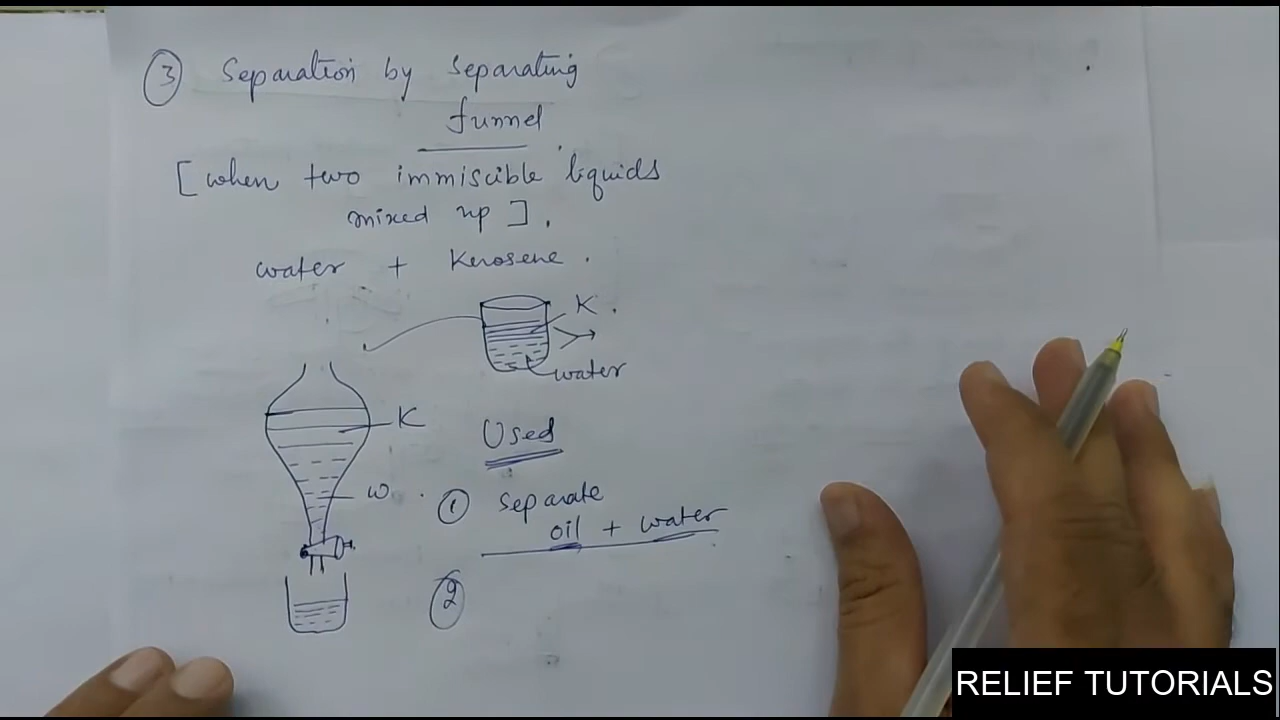 3 Separation by separating
funnel
[when two immiscible liquids
mixed up].
water + Kerosene.
K.
water
K
Used
W.
1 separate
oil + water
2
RELIEF TUTORIALS